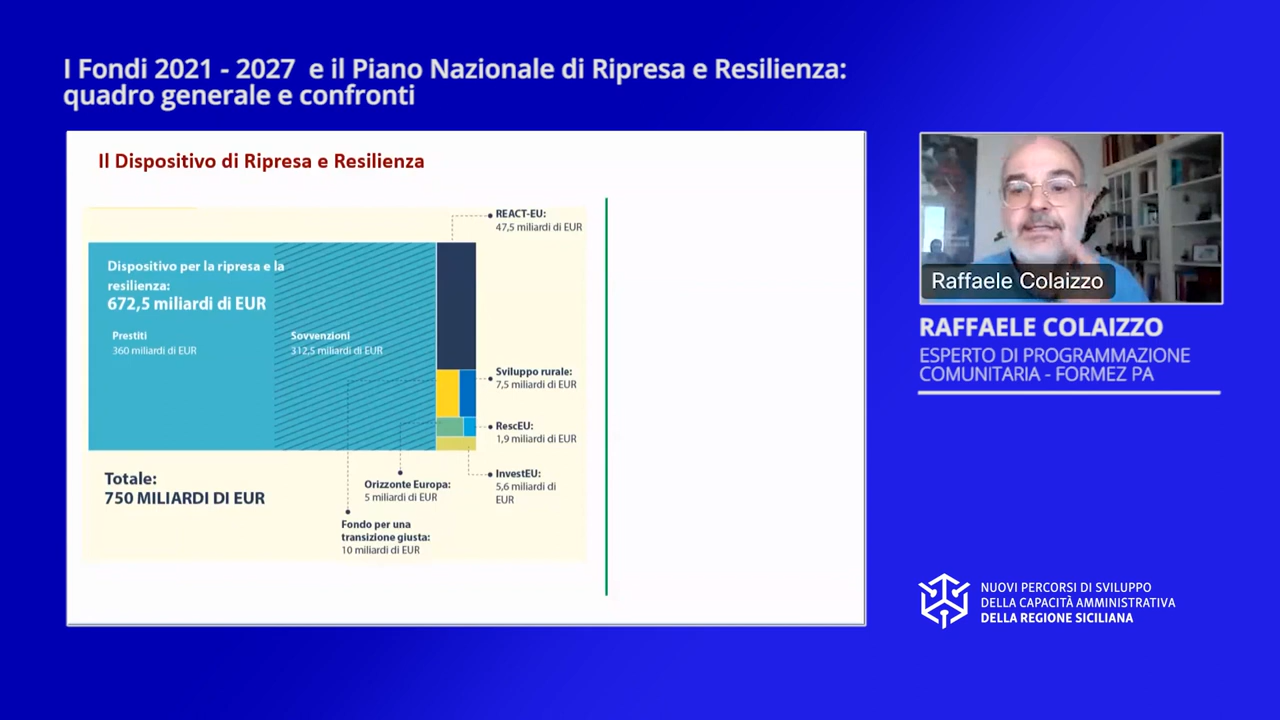 I Fondi 2021 - 2027 e il Piano Nazionale di Ripresa e Resilienza:
quadro generale e confronti
Il Dispositivo di Ripresa e Resilienza
REACT-EU:
47,5 miliardi di EUR
Dispositivo per la ripresa e la
resilienza:
672,5 miliardi di EUR
Prestiti
360 miliardi di EUR
Sovvenzioni
312,5 miliardi di EUR
Sviluppo rurale:
7,5 miliardi di EUR
RescEU:
1,9 miliardi di EUR
InvestEU:
5,6 miliardi di
EUR
Orizzonte Europa:
5 miliardi di EUR
Fondo per una
transizione giusta:
10 miliardi di EUR
Totale:
750 MILIARDI DI EUR
Raffaele Colaizzo
RAFFAELE COLAIZZO
ESPERTO DI PROGRAMMAZIONE
COMUNITARIA - FORMEZ PA
NUOVI PERCORSI DI SVILUPPO
DELLA CAPACITÀ AMMINISTRATIVA
DELLA REGIONE SICILIANA